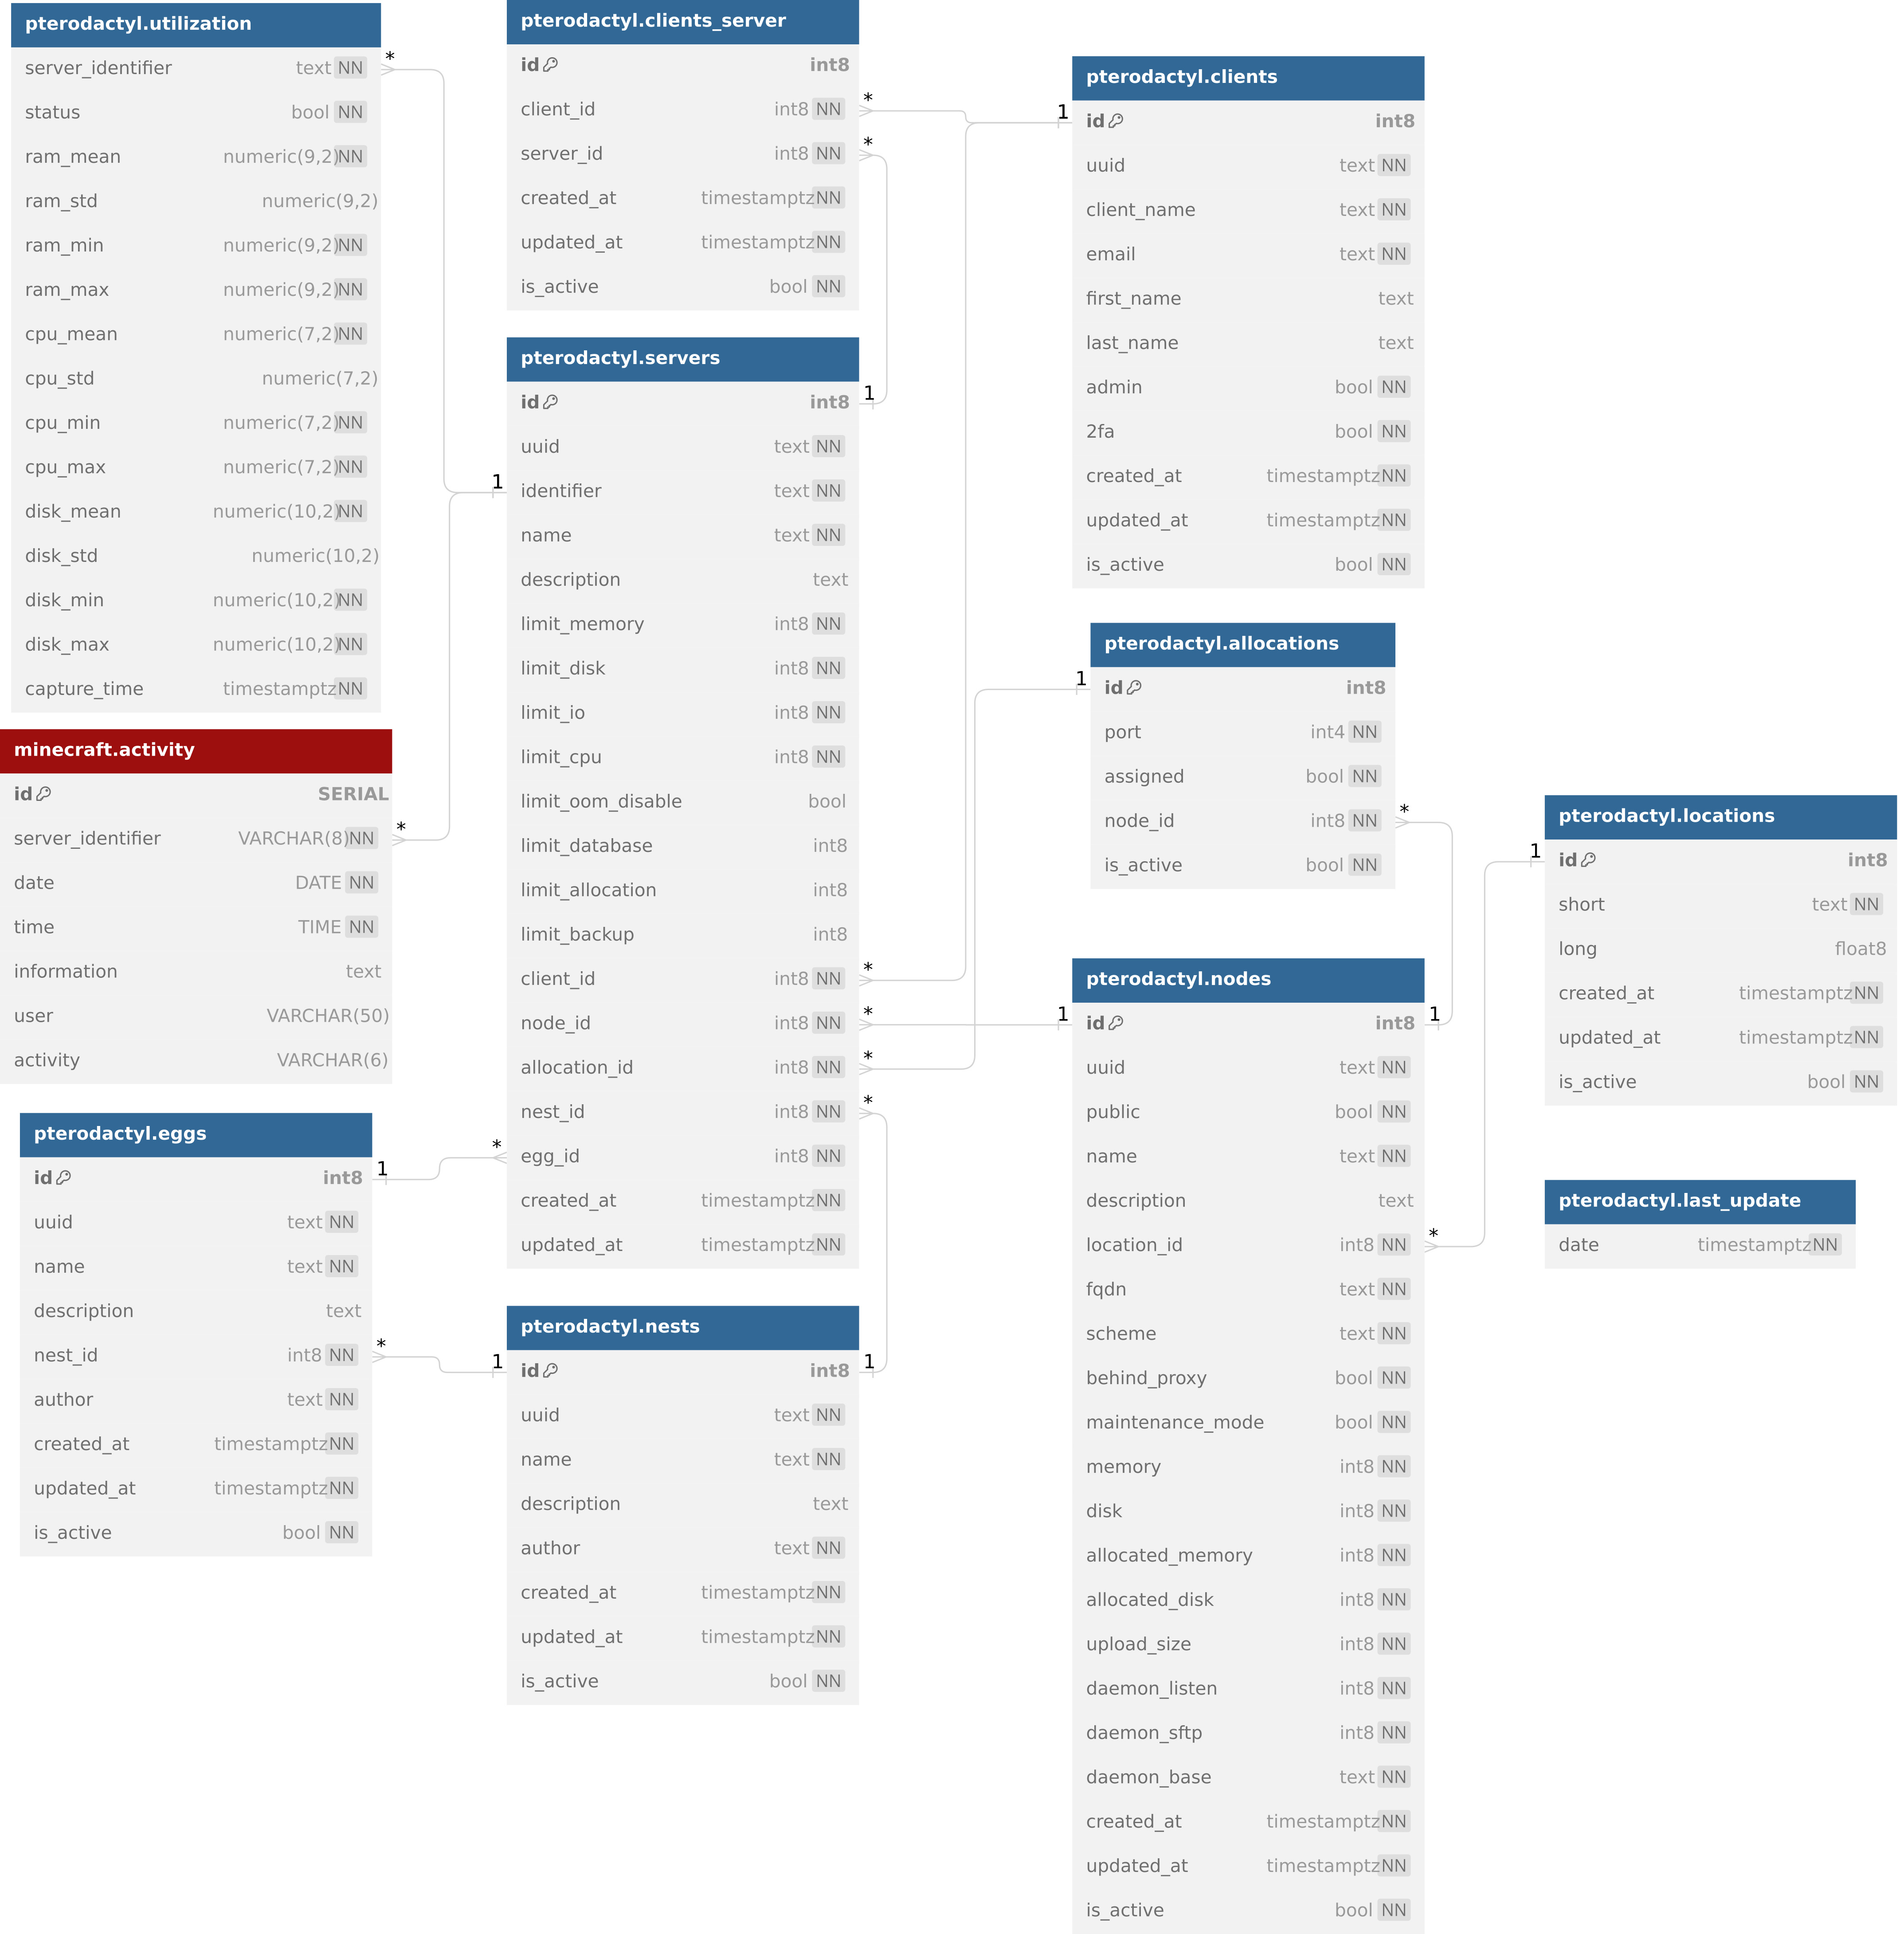 pterodactyl.utilization
server_identifier text NN
status bool NN
ram_mean numeric(9,2) NN
ram_std numeric(9,2)
ram_min numeric(9,2) NN
ram_max numeric(9,2) NN
cpu_mean numeric(7,2) NN
cpu_std numeric(7,2)
cpu_min numeric(7,2) NN
cpu_max numeric(7,2) NN
disk_mean numeric(10,2) NN
disk_std numeric(10,2)
disk_min numeric(10,2) NN
disk_max numeric(10,2) NN
capture_time timestamptz NN
*
minecraft.activity
id SERIAL
server_identifier VARCHAR(8) NN
date DATE NN
time TIME NN
information text
user VARCHAR(50)
activity VARCHAR(6)
*
pterodactyl.eggs
id int8
uuid text NN
name text NN
description text
nest_id int8 NN
author text NN
created_at timestamptz NN
updated_at timestamptz NN
is_active bool NN
1
*
pterodactyl.clients_server
id int8
client_id int8 NN
server_id int8 NN
created_at timestamptz NN
updated_at timestamptz NN
is_active bool NN
*
*
pterodactyl.servers
id int8
uuid text NN
identifier text NN
name text NN
description text
limit_memory int8 NN
limit_disk int8 NN
limit_io int8 NN
limit_cpu int8 NN
limit_oom_disable bool
limit_database int8
limit_allocation int8
limit_backup int8
client_id int8 NN
node_id int8 NN
allocation_id int8 NN
nest_id int8 NN
egg_id int8 NN
created_at timestamptz NN
updated_at timestamptz NN
1
1
*
*
*
*
*
pterodactyl.nests
id int8
uuid text NN
name text NN
description text
author text NN
created_at timestamptz NN
updated_at timestamptz NN
is_active bool NN
1
1
pterodactyl.clients
id int8
uuid text NN
client_name text NN
email text NN
first_name text
last_name text
admin bool NN
2fa bool NN
created_at timestamptz NN
updated_at timestamptz NN
is_active bool NN
1
pterodactyl.allocations
id int8
port int4 NN
assigned bool NN
node_id int8 NN
is_active bool NN
1
*
pterodactyl.nodes
id int8
uuid text NN
public bool NN
name text NN
description text
location_id int8 NN
fqdn text NN
scheme text NN
behind_proxy bool NN
maintenance_mode bool NN
memory int8 NN
disk int8 NN
allocated_memory int8 NN
allocated_disk int8 NN
upload_size int8 NN
daemon_listen int8 NN
daemon_sftp int8 NN
daemon_base text NN
created_at timestamptz NN
updated_at timestamptz NN
is_active bool NN
1
1
*
pterodactyl.locations
id int8
short text NN
long float8
created_at timestamptz NN
updated_at timestamptz NN
is_active bool NN
1
pterodactyl.last_update
date timestamptz NN